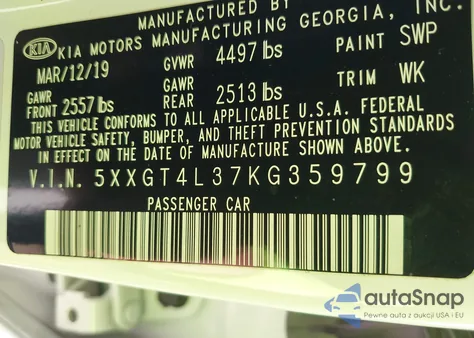 MANUFACTURED BY
KIA KIA MOTORS MANUFACTURING GEORGIA, INC.
MAR/12/19 GVWR 4497 lbs PAINT SWP
GAWR FRONT 2557 lbs GAWR REAR 2513 lbs TRIM WK
THIS VEHICLE CONFORMS TO ALL APPLICABLE U.S.A. FEDERAL
MOTOR VEHICLE SAFETY, BUMPER, AND THEFT PREVENTION STANDARDS
IN EFFECT ON THE DATE OF MANUFACTURE SHOWN ABOVE.
V.I.N. 5XXGT4L37KG359799
PASSENGER CAR
autoSnap
Pewne auta z aukcji USA i EU